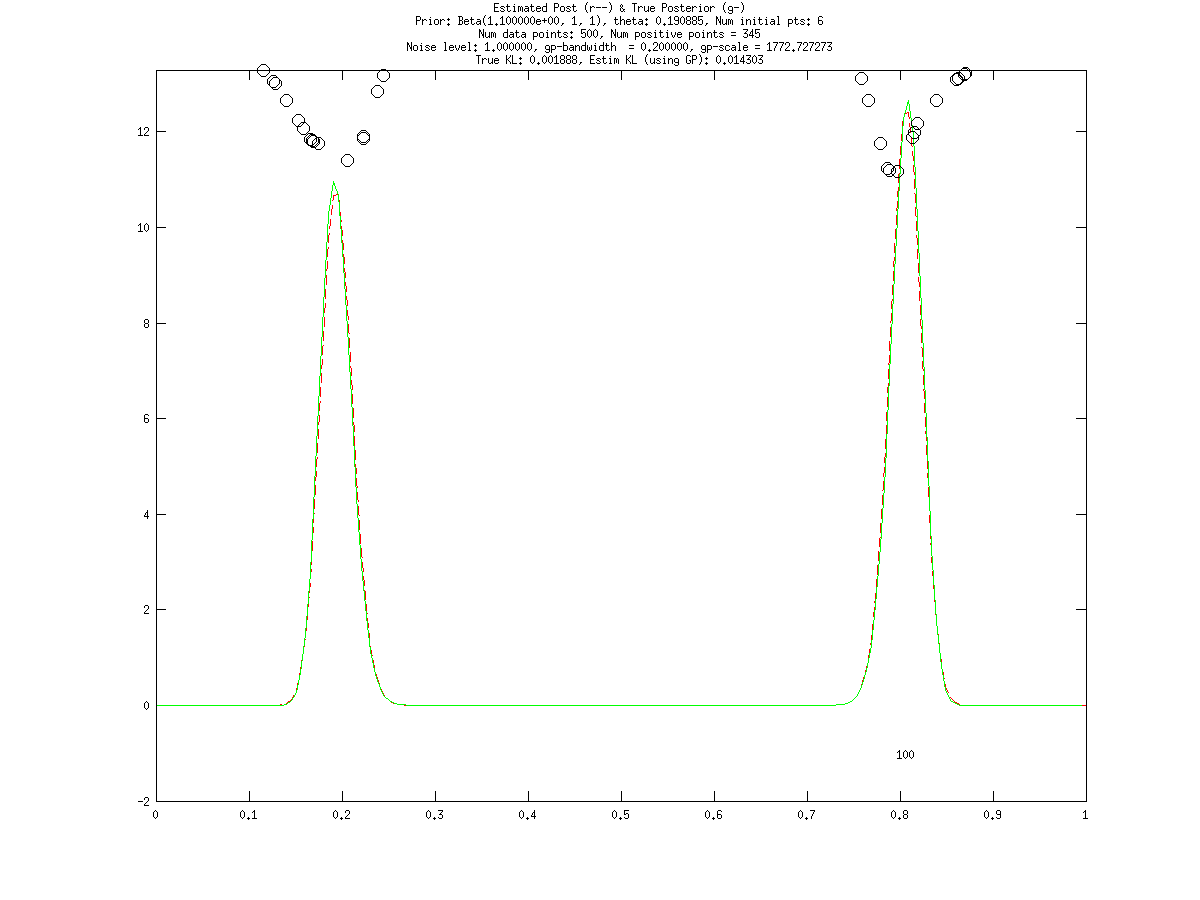 Estimated Post (r--) & True Posterior (g-)
Prior: Beta(1.100000e+00, 1, 1), theta: 0.190885, Num initial pts: 6
Num data points: 500, Num positive points = 345
Noise level: 1.000000, gp-bandwidth  = 0.200000, gp-scale = 1772.727273
True KL: 0.001888, Estim KL (using GP): 0.014303
12
10
8
6
4
2
0
100
-2
0 0.1 0.2 0.3 0.4 0.5 0.6 0.7 0.8 0.9 1